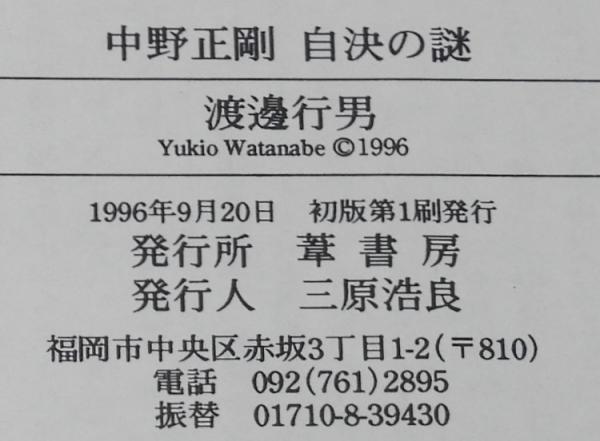 中野正剛 自決の謎
渡邊行男
Yukio Watanabe ©1996
1996年9月20日 初版第1刷発行
発行所 葦書房
発行人 三原浩良
福岡市中央区赤坂3丁目1-2(〒810)
電話 092(761)2895
振替 01710-8-39430